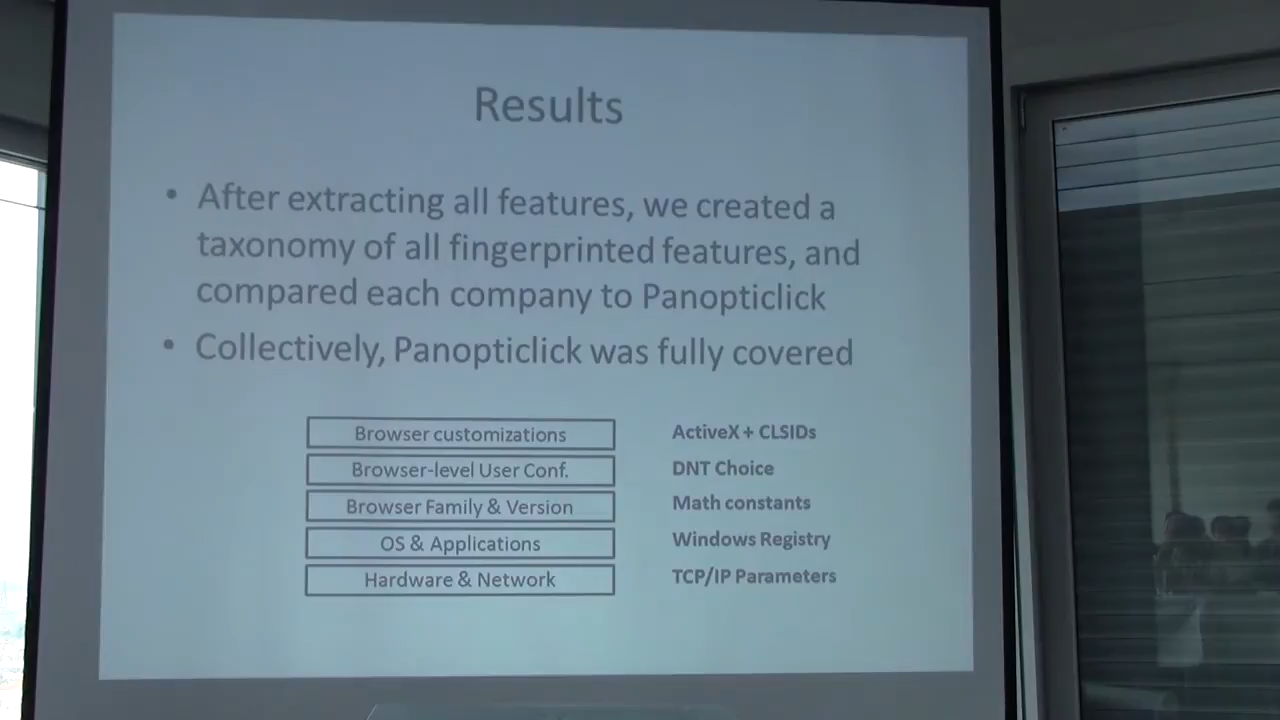 Results
• After extracting all features, we created a
taxonomy of all fingerprinted features, and
compared each company to Panopticlick
• Collectively, Panopticlick was fully covered
Browser customizations ActiveX + CLSIDs
Browser-level User Conf. DNT Choice
Browser Family & Version Math constants
OS & Applications Windows Registry
Hardware & Network TCP/IP Parameters